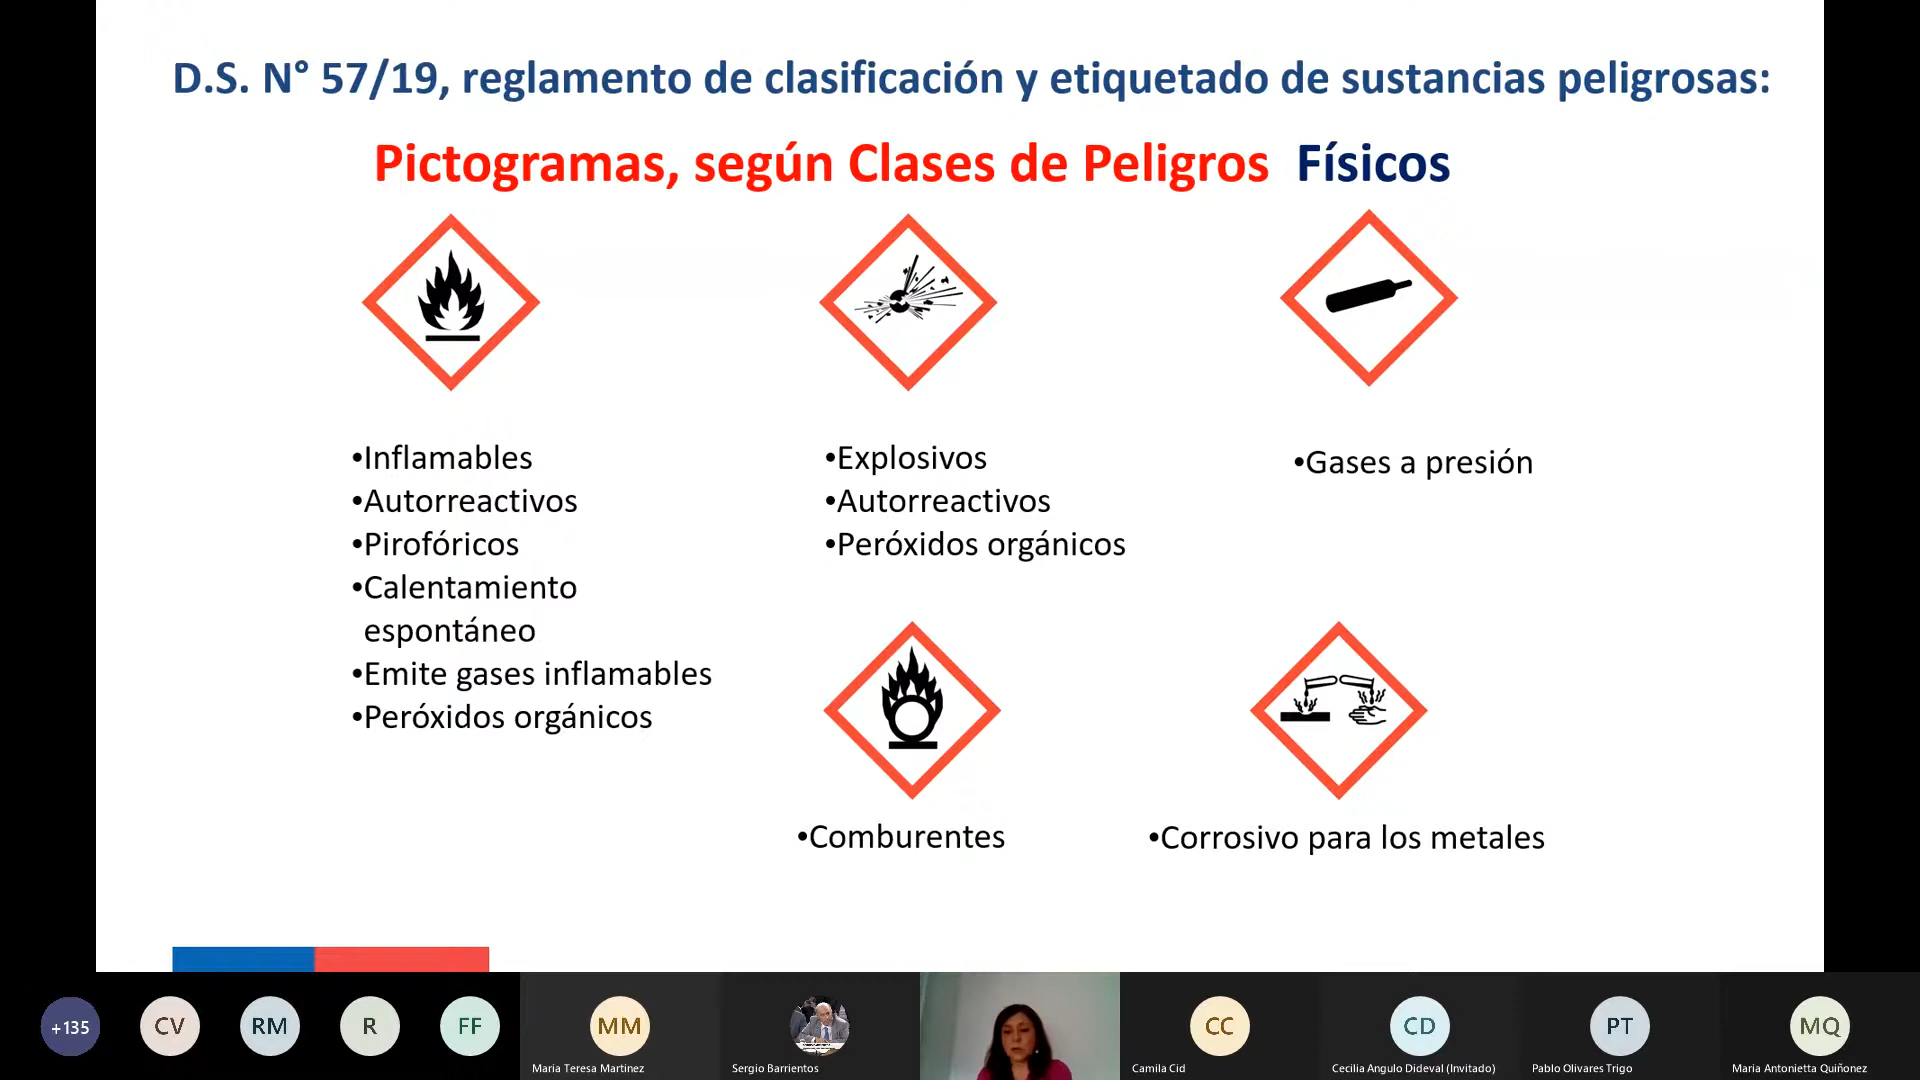 D.S. N° 57/19, reglamento de clasificación y etiquetado de sustancias peligrosas:
Pictogramas, según Clases de Peligros Físicos
•Inflamables
•Autorreactivos
•Pirofóricos
•Calentamiento
espontáneo
•Emite gases inflamables
•Peróxidos orgánicos
•Explosivos
•Autorreactivos
•Peróxidos orgánicos
•Gases a presión
•Comburentes
•Corrosivo para los metales
+135
CV
RM
R
FF
MM
Maria Teresa Martinez
Sergio Barrientos
CC
Camila Cid
CD
Cecilia Angulo Dideval (Invitado)
PT
Pablo Olivares Trigo
MQ
Maria Antonietta Quiñonez